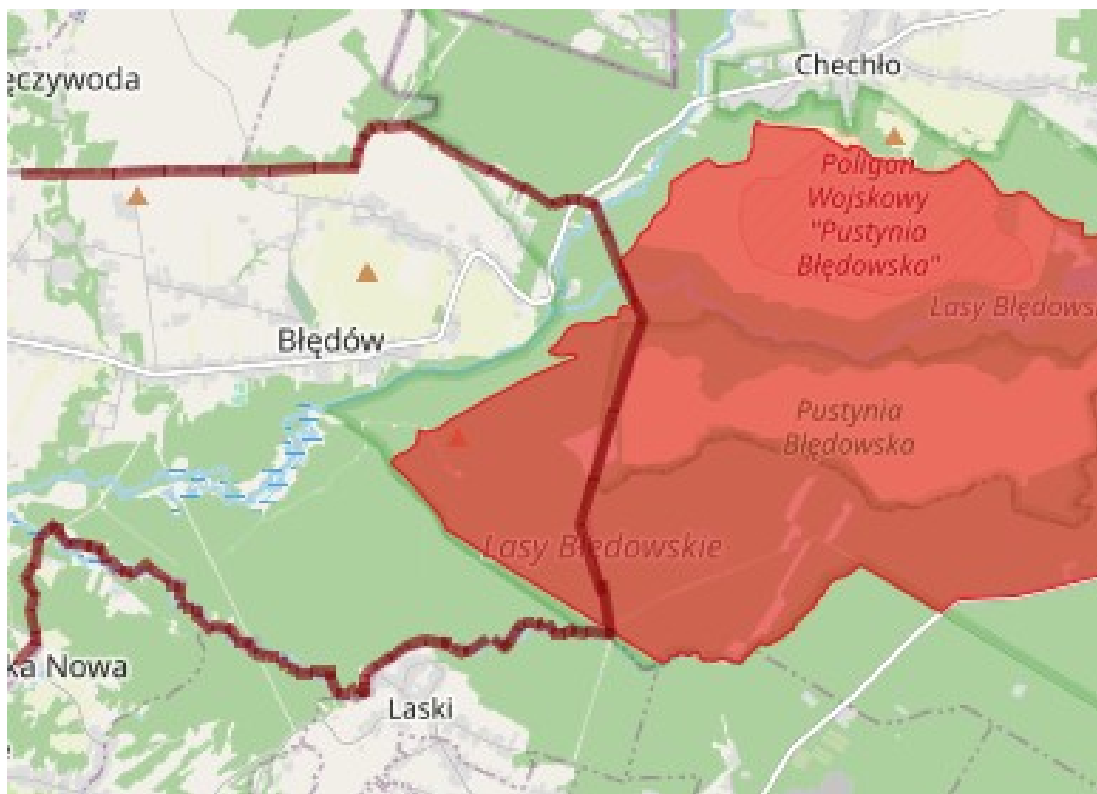 Chechło
ęczywoda
Poligon
Wojskowy
"Pustynia
Błędowska"
Lasy Błędows
Błędów
Pustynia
Błędowska
Lasy Błędowskie
ka Nowa
Laski